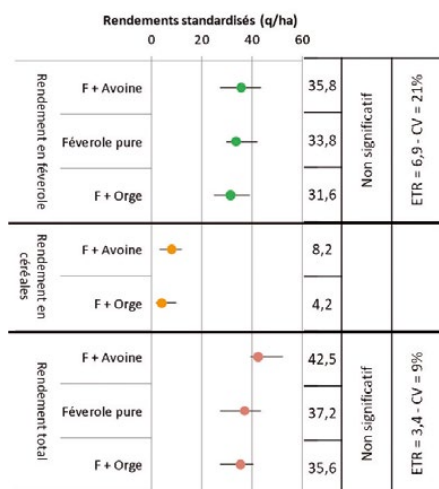 Rendements standardisés (q/ha)
0 20 40 60
Rendement en féverole
F + Avoine 35,8
Féverole pure 33,8
F + Orge 31,6
Non significatif
ETR = 6,9 - CV = 21%
Rendement en céréales
F + Avoine 8,2
F + Orge 4,2
Rendement total
F + Avoine 42,5
Féverole pure 37,2
F + Orge 35,6
Non significatif
ETR = 3,4 - CV = 9%